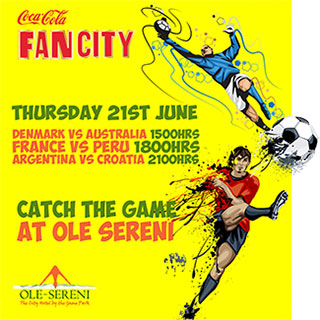 Coca-Cola
FAN CITY
THURSDAY 21ST JUNE
DENMARK VS AUSTRALIA 1500HRS
FRANCE VS PERU 1800HRS
ARGENTINA VS CROATIA 2100HRS
CATCH THE GAME
AT OLE SERENI
OLE-SERENI
The City Hotel by the Game Park